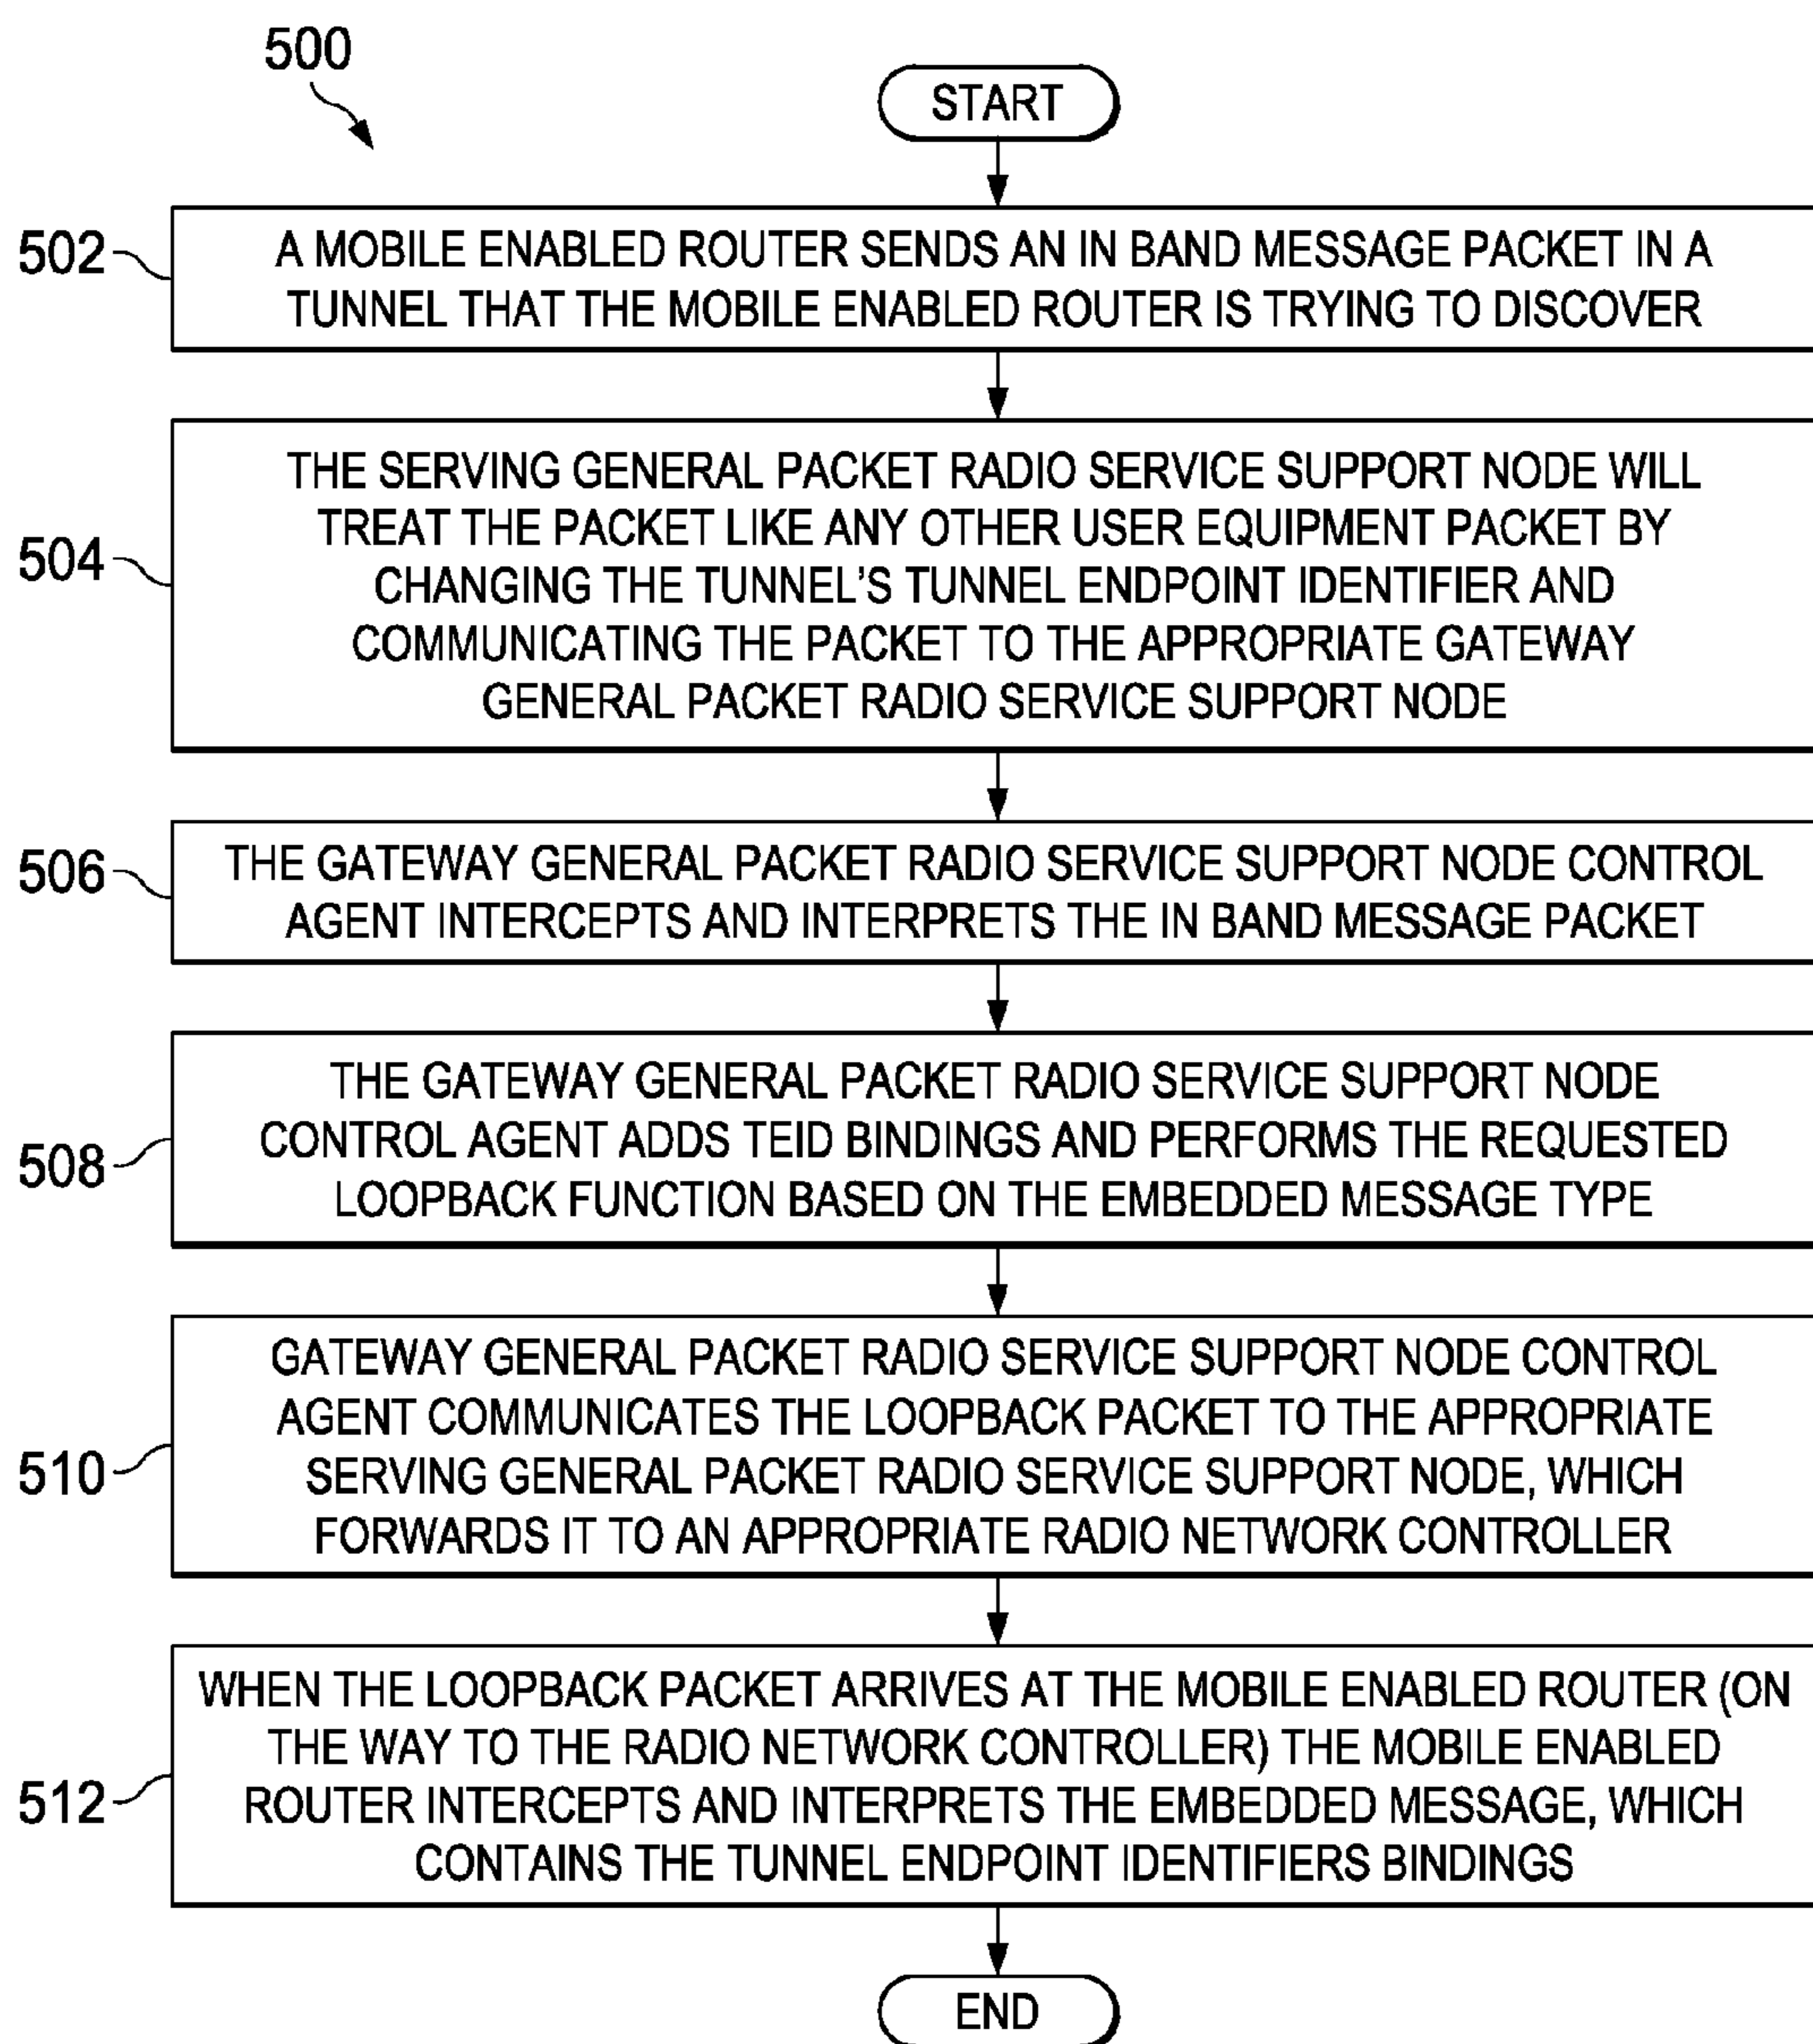 500
START
502
A MOBILE ENABLED ROUTER SENDS AN IN BAND MESSAGE PACKET IN A
TUNNEL THAT THE MOBILE ENABLED ROUTER IS TRYING TO DISCOVER
504
THE SERVING GENERAL PACKET RADIO SERVICE SUPPORT NODE WILL
TREAT THE PACKET LIKE ANY OTHER USER EQUIPMENT PACKET BY
CHANGING THE TUNNEL'S TUNNEL ENDPOINT IDENTIFIER AND
COMMUNICATING THE PACKET TO THE APPROPRIATE GATEWAY
GENERAL PACKET RADIO SERVICE SUPPORT NODE
506
THE GATEWAY GENERAL PACKET RADIO SERVICE SUPPORT NODE CONTROL
AGENT INTERCEPTS AND INTERPRETS THE IN BAND MESSAGE PACKET
508
THE GATEWAY GENERAL PACKET RADIO SERVICE SUPPORT NODE
CONTROL AGENT ADDS TEID BINDINGS AND PERFORMS THE REQUESTED
LOOPBACK FUNCTION BASED ON THE EMBEDDED MESSAGE TYPE
510
GATEWAY GENERAL PACKET RADIO SERVICE SUPPORT NODE CONTROL
AGENT COMMUNICATES THE LOOPBACK PACKET TO THE APPROPRIATE
SERVING GENERAL PACKET RADIO SERVICE SUPPORT NODE, WHICH
FORWARDS IT TO AN APPROPRIATE RADIO NETWORK CONTROLLER
512
WHEN THE LOOPBACK PACKET ARRIVES AT THE MOBILE ENABLED ROUTER (ON
THE WAY TO THE RADIO NETWORK CONTROLLER) THE MOBILE ENABLED
ROUTER INTERCEPTS AND INTERPRETS THE EMBEDDED MESSAGE, WHICH
CONTAINS THE TUNNEL ENDPOINT IDENTIFIERS BINDINGS
END